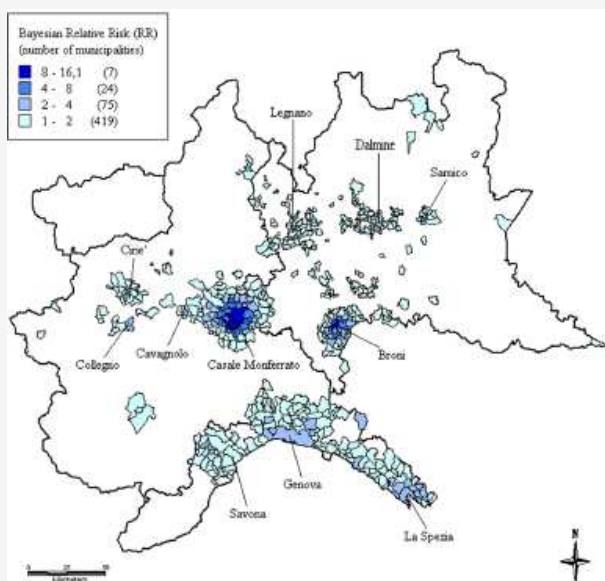 Bayesian Relative Risk (RR)
(number of municipalities)
8 - 16,1 (7)
4 - 8 (24)
2 - 4 (75)
1 - 2 (419)
Legnano
Dalmine
Sarnico
Cirie'
Collegno
Cavagnolo
Casale Monferrato
Broni
Savona
Genova
La Spezia
N
kilometers